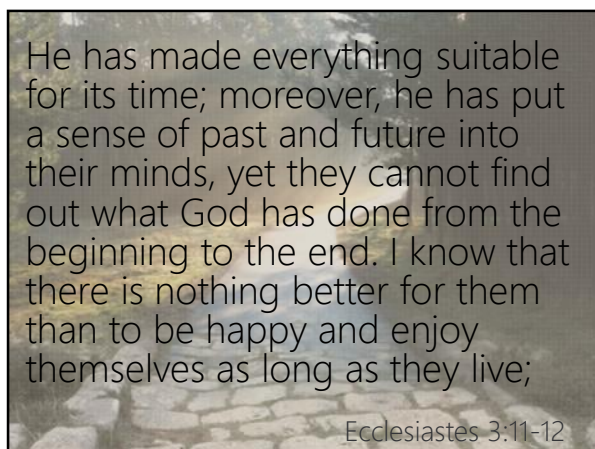 He has made everything suitable
for its time; moreover, he has put
a sense of past and future into
their minds, yet they cannot find
out what God has done from the
beginning to the end. I know that
there is nothing better for them
than to be happy and enjoy
themselves as long as they live;
Ecclesiastes 3:11-12